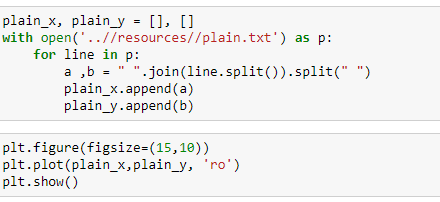 plain_x, plain_y = [], []
with open('..//resources//plain.txt') as p:
    for line in p:
        a ,b = " ".join(line.split()).split(" ")
        plain_x.append(a)
        plain_y.append(b)
plt.figure(figsize=(15,10))
plt.plot(plain_x,plain_y, 'ro')
plt.show()